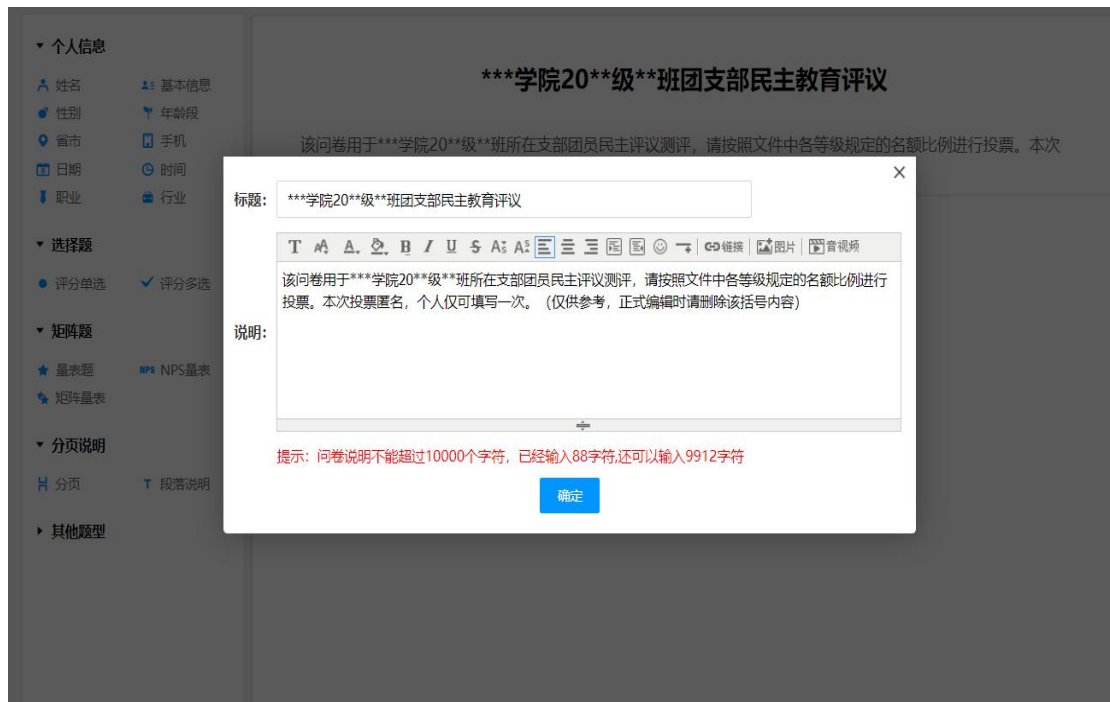 个人信息
姓名
基本信息
性别
年龄段
省市
手机
日期
时间
职业
行业
选择题
评分单选
评分多选
矩阵题
量表题
NPS NPS量表
矩阵量表
分页说明
分页
T 段落说明
其他题型
***学院20**级**班团支部民主教育评议
该问卷用于***学院20**级**班所在支部团员民主评议测评，请按照文件中各等级规定的名额比例进行投票。本次
标题：
***学院20**级**班团支部民主教育评议
链接 图片 音视频
说明：
该问卷用于***学院20**级**班所在支部团员民主评议测评，请按照文件中各等级规定的名额比例进行
投票。本次投票匿名，个人仅可填写一次。（仅供参考，正式编辑时请删除该括号内容）
提示：问卷说明不能超过10000个字符，已经输入88字符,还可以输入9912字符
确定